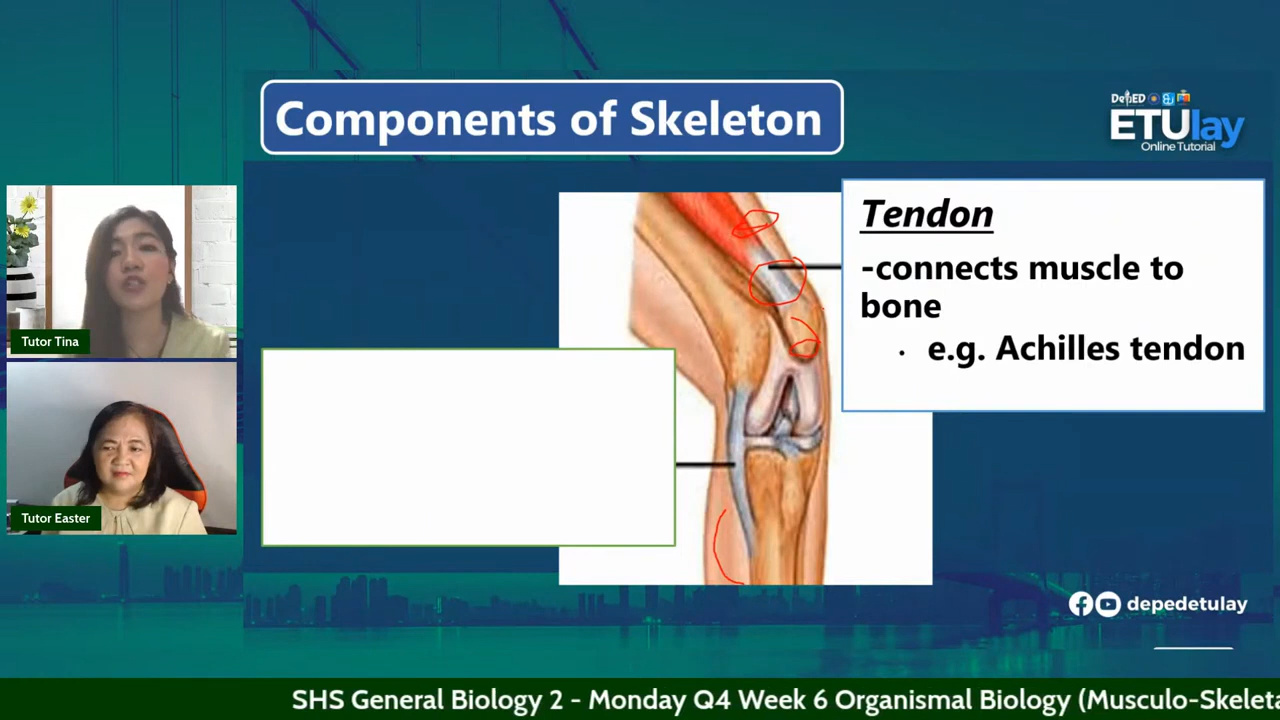 Components of Skeleton
DepED
ETUlay
Online Tutorial
Tendon
-connects muscle to
bone
· e.g. Achilles tendon
Tutor Tina
Tutor Easter
depedetulay
SHS General Biology 2 - Monday Q4 Week 6 Organismal Biology (Musculo-Skeleta